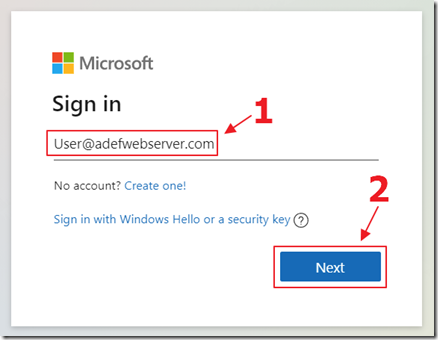 Microsoft
Sign in
1
User@adefwebserver.com
No account? Create one!
2
Sign in with Windows Hello or a security key ?
Next